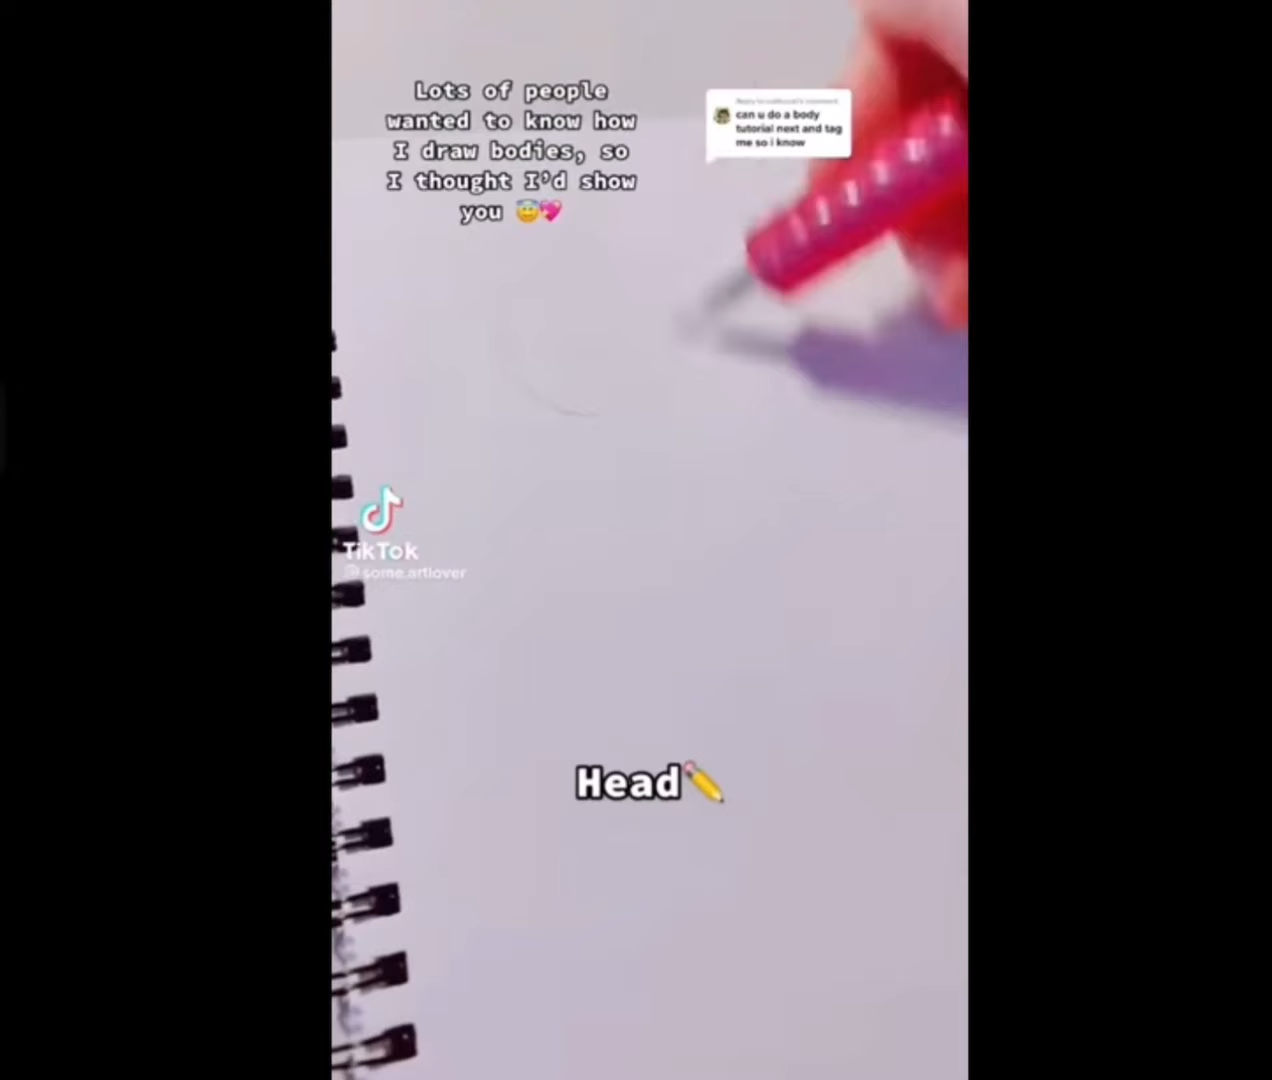 Lots of people
wanted to know how
I draw bodies, so
I thought I'd show
you 😇💖
can u do a body
tutorial next and tag
me so i know
TikTok
@some.artlover
Head✏️